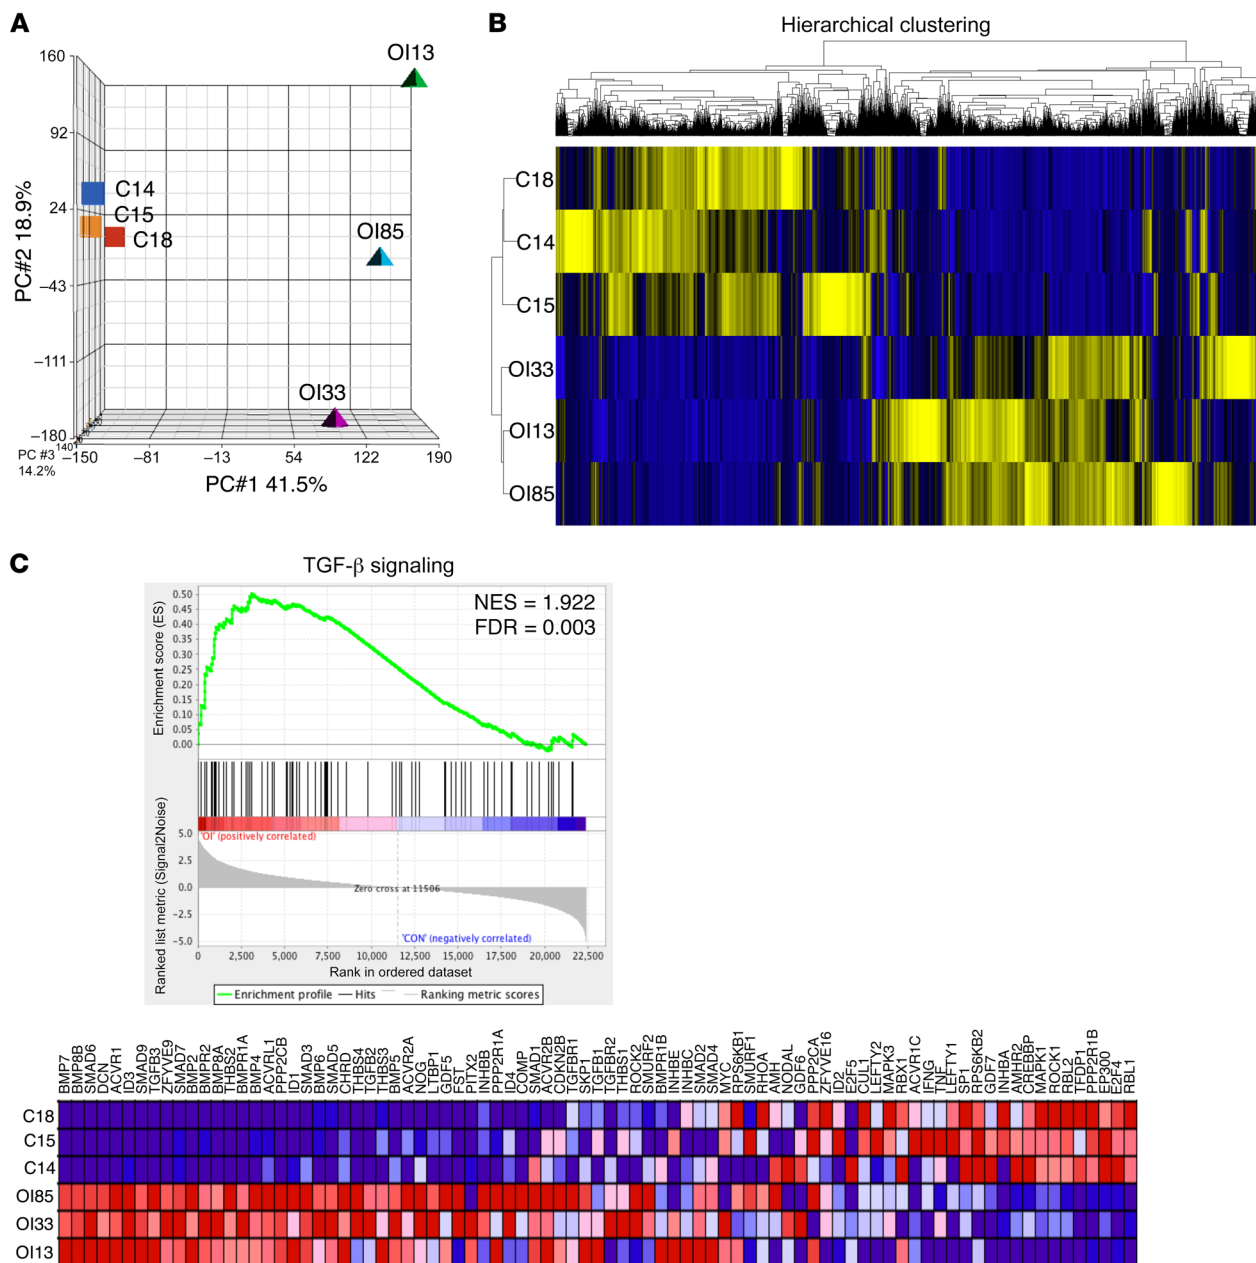 A
160
92
24
–43
–111
–180
OI13
C14
C15
C18
OI85
OI33
PC#2 18.9%
PC #3
14.2%
140
–150
–81
–13
54
122
190
PC#1 41.5%
B
Hierarchical clustering
C18
C14
C15
OI33
OI13
OI85
C
TGF-β signaling
NES = 1.922
FDR = 0.003
Enrichment score (ES)
0.50
0.45
0.40
0.35
0.30
0.25
0.20
0.15
0.10
0.05
0.00
Ranked list metric (Signal2Noise)
5.0
2.5
0.0
−2.5
−5.0
'OI' (positively correlated)
Zero cross at 11506
'CON' (negatively correlated)
0
2,500
5,000
7,500
10,000
12,500
15,000
17,500
20,000
22,500
Rank in ordered dataset
Enrichment profile
Hits
Ranking metric scores
BMP7
BMP8B
SMAD6
DCN
ACVR1
ID3
SMAD9
TGFB3
ZFYVE9
SMAD7
BMP2
BMPR2
BMP8A
THBS2
BMPR1A
BMP4
ACVRL1
PPP2CB
ID1
SMAD3
BMP6
SMAD5
CHRD
THBS4
TGFB2
THBS3
BMP5
ACVR2A
LTBP1
GDF5
FST
PITX2
INHBB
PPP2R1A
ID4
COMP
SMAD1
ACVR2B
CDKN2B
TGFBR1
SKP1
TGFB1
TGFBR2
THBS1
ROCK2
SMURF2
BMPR1B
INHBE
INHBC
SMAD2
SMAD4
MYC
RPS6KB1
SMURF1
RHOA
AMH
NODAL
GDF6
PPP2CA
ZFYVE16
ID2
E2F5
CUL1
LEFTY2
MAPK3
RBX1
ACVR1C
IFNG
TNF
LEFTY1
SP1
RPS6KB2
GDF7
INHBA
AMHR2
CREBBP
MAPK1
ROCK1
RBL2
TFDP1
PPP2R1B
EP300
E2F4
RBL1
C18
C15
C14
OI85
OI33
OI13